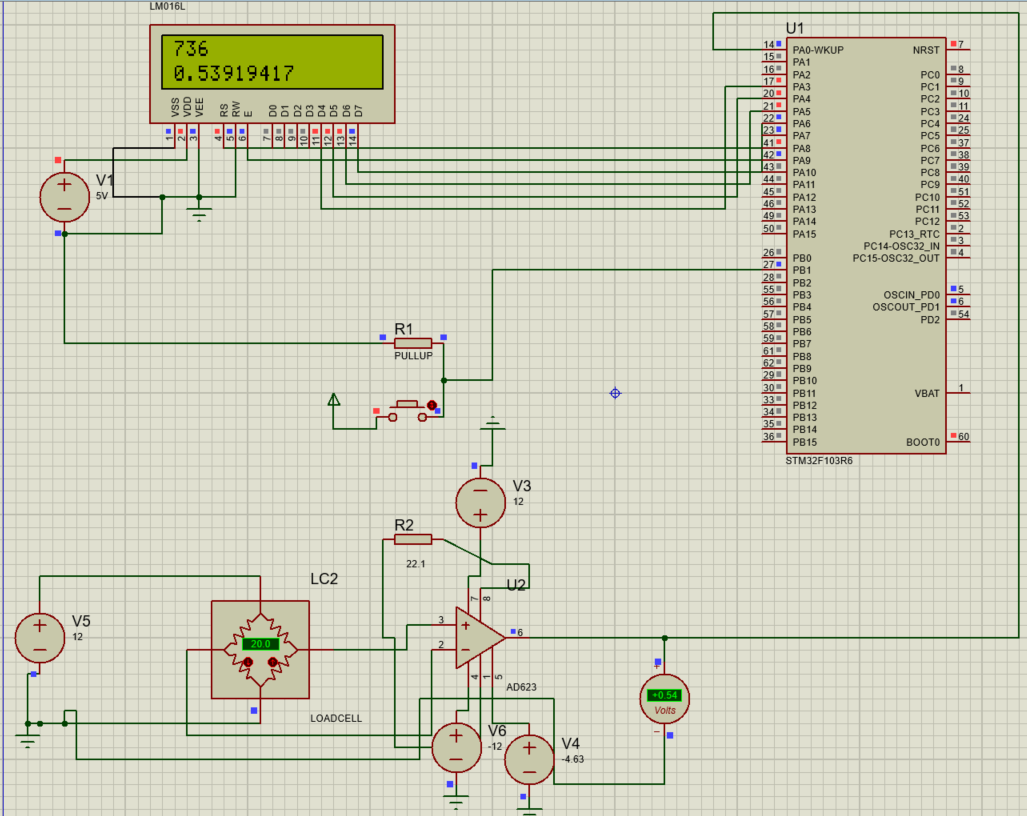 LM016L
736
0.53919417
VSS VDD VEE RS RW E D0 D1 D2 D3 D4 D5 D6 D7
1 2 3 4 5 6 7 8 9 10 11 12 13 14
V1
5V
U1
14 PA0-WKUP NRST 7
15 PA1
16 PA2 PC0 8
17 PA3 PC1 9
20 PA4 PC2 10
21 PA5 PC3 11
22 PA6 PC4 24
23 PA7 PC5 25
41 PA8 PC6 37
42 PA9 PC7 38
43 PA10 PC8 39
44 PA11 PC9 40
45 PA12 PC10 51
46 PA13 PC11 52
49 PA14 PC12 53
50 PA15 PC13_RTC 2
PC14-OSC32_IN 3
26 PB0 PC15-OSC32_OUT 4
27 PB1
28 PB2
55 PB3 OSCIN_PD0 5
56 PB4 OSCOUT_PD1 6
57 PB5 PD2 54
58 PB6
59 PB7
61 PB8
62 PB9
29 PB10
30 PB11 VBAT 1
33 PB12
34 PB13
35 PB14
36 PB15 BOOT0 60
STM32F103R6
R1
PULLUP
V3
12
R2
22.1
U2
7 8
3
2
6
4 1 5
AD623
LC2
20.0
LOADCELL
V5
12
V6
-12
V4
-4.63
+0.54
Volts